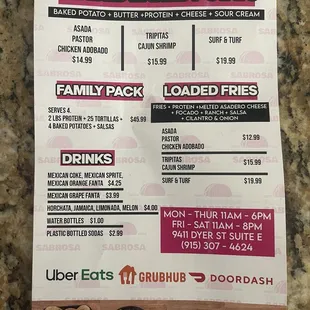 BAKED POTATO + BUTTER +PROTEIN + CHEESE + SOUR CREAM
ASADA
PASTOR
CHICKEN ADOBADO
$14.99
TRIPITAS
CAJUN SHRIMP
$15.99
SURF & TURF
$19.99
FAMILY PACK
SERVES 4.
2 LBS PROTEIN + 25 TORTILLAS +
4 BAKED POTATOES + SALSAS
$45.99
DRINKS
MEXICAN COKE, MEXICAN SPRITE,
MEXICAN ORANGE FANTA $4.25
MEXICAN GRAPE FANTA $3.99
HORCHATA, JAMAICA, LIMONADA, MELON : $4.00
WATER BOTTLES $1.00
PLASTIC BOTTLED SODAS $2.99
LOADED FRIES
FRIES + PROTEIN +MELTED ASADERO CHEESE
+ FOCADO + RANCH + SALSA
+ CILANTRO & ONION
ASADA
PASTOR $12.99
CHICKEN ADOBADO
TRIPITAS $15.99
CAJUN SHRIMP
SURF & TURF $19.99
MON - THUR 11AM - 6PM
FRI - SAT 11AM - 8PM
9411 DYER ST SUITE E
(915) 307 - 4624
SABROSA
Uber Eats
GRUBHUB
DOORDASH